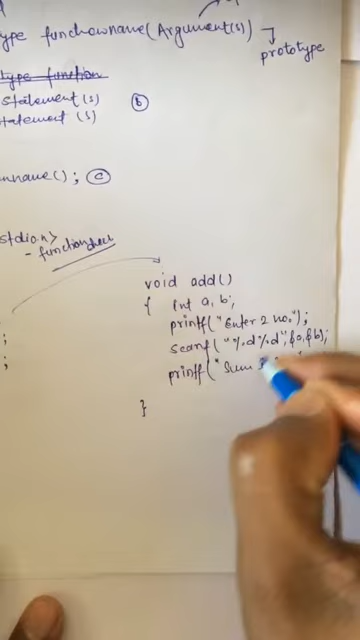 type functionname(Argument(s))
prototype
type function
statement(s) (b)
statement(s)
name(); (c)
stdio.h>
- function decl
void add()
{ int a, b;
;
printf("Enter 2 no.");
;
scanf("%d%d",&a,&b);
printf("Sum
}